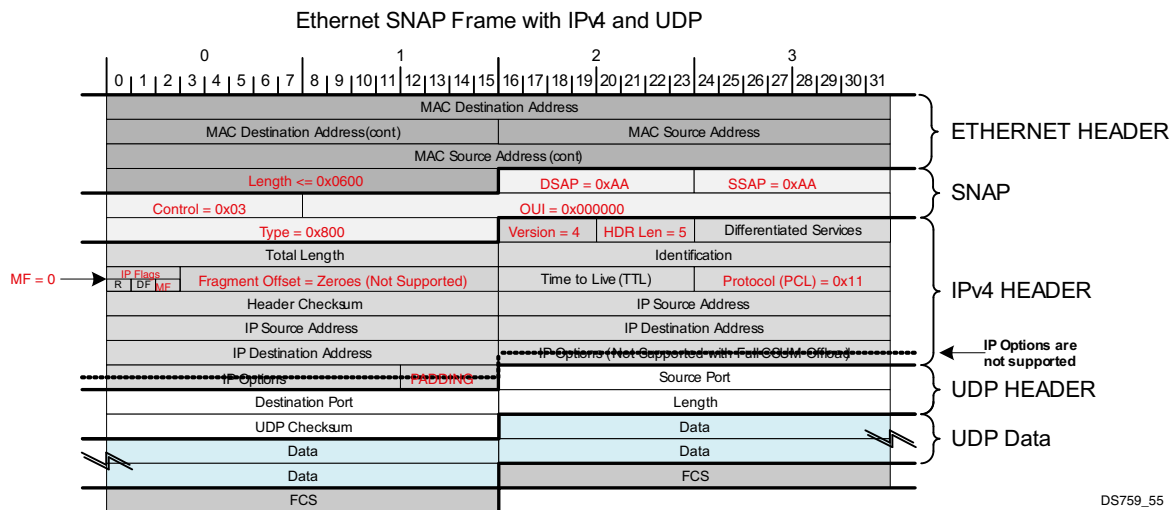 Ethernet SNAP Frame with IPv4 and UDP
0 1 2 3
0 1 2 3 4 5 6 7 8 9 10 11 12 13 14 15 16 17 18 19 20 21 22 23 24 25 26 27 28 29 30 31
MAC Destination Address
ETHERNET HEADER
MAC Destination Address(cont) MAC Source Address
MAC Source Address (cont)
Length <= 0x0600 DSAP = 0xAA SSAP = 0xAA
SNAP
Control = 0x03 OUI = 0x000000
Type = 0x800 Version = 4 HDR Len = 5 Differentiated Services
Total Length Identification
MF = 0 IP Flags R DF MF Fragment Offset = Zeroes (Not Supported) Time to Live (TTL) Protocol (PCL) = 0x11
IPv4 HEADER
Header Checksum IP Source Address
IP Source Address IP Destination Address
IP Destination Address IP Options (Not Supported with Full CSUM Offload)
IP Options are
not supported
IP Options PADDING Source Port
UDP HEADER
Destination Port Length
UDP Checksum Data
UDP Data
Data Data
Data FCS
FCS
DS759_55